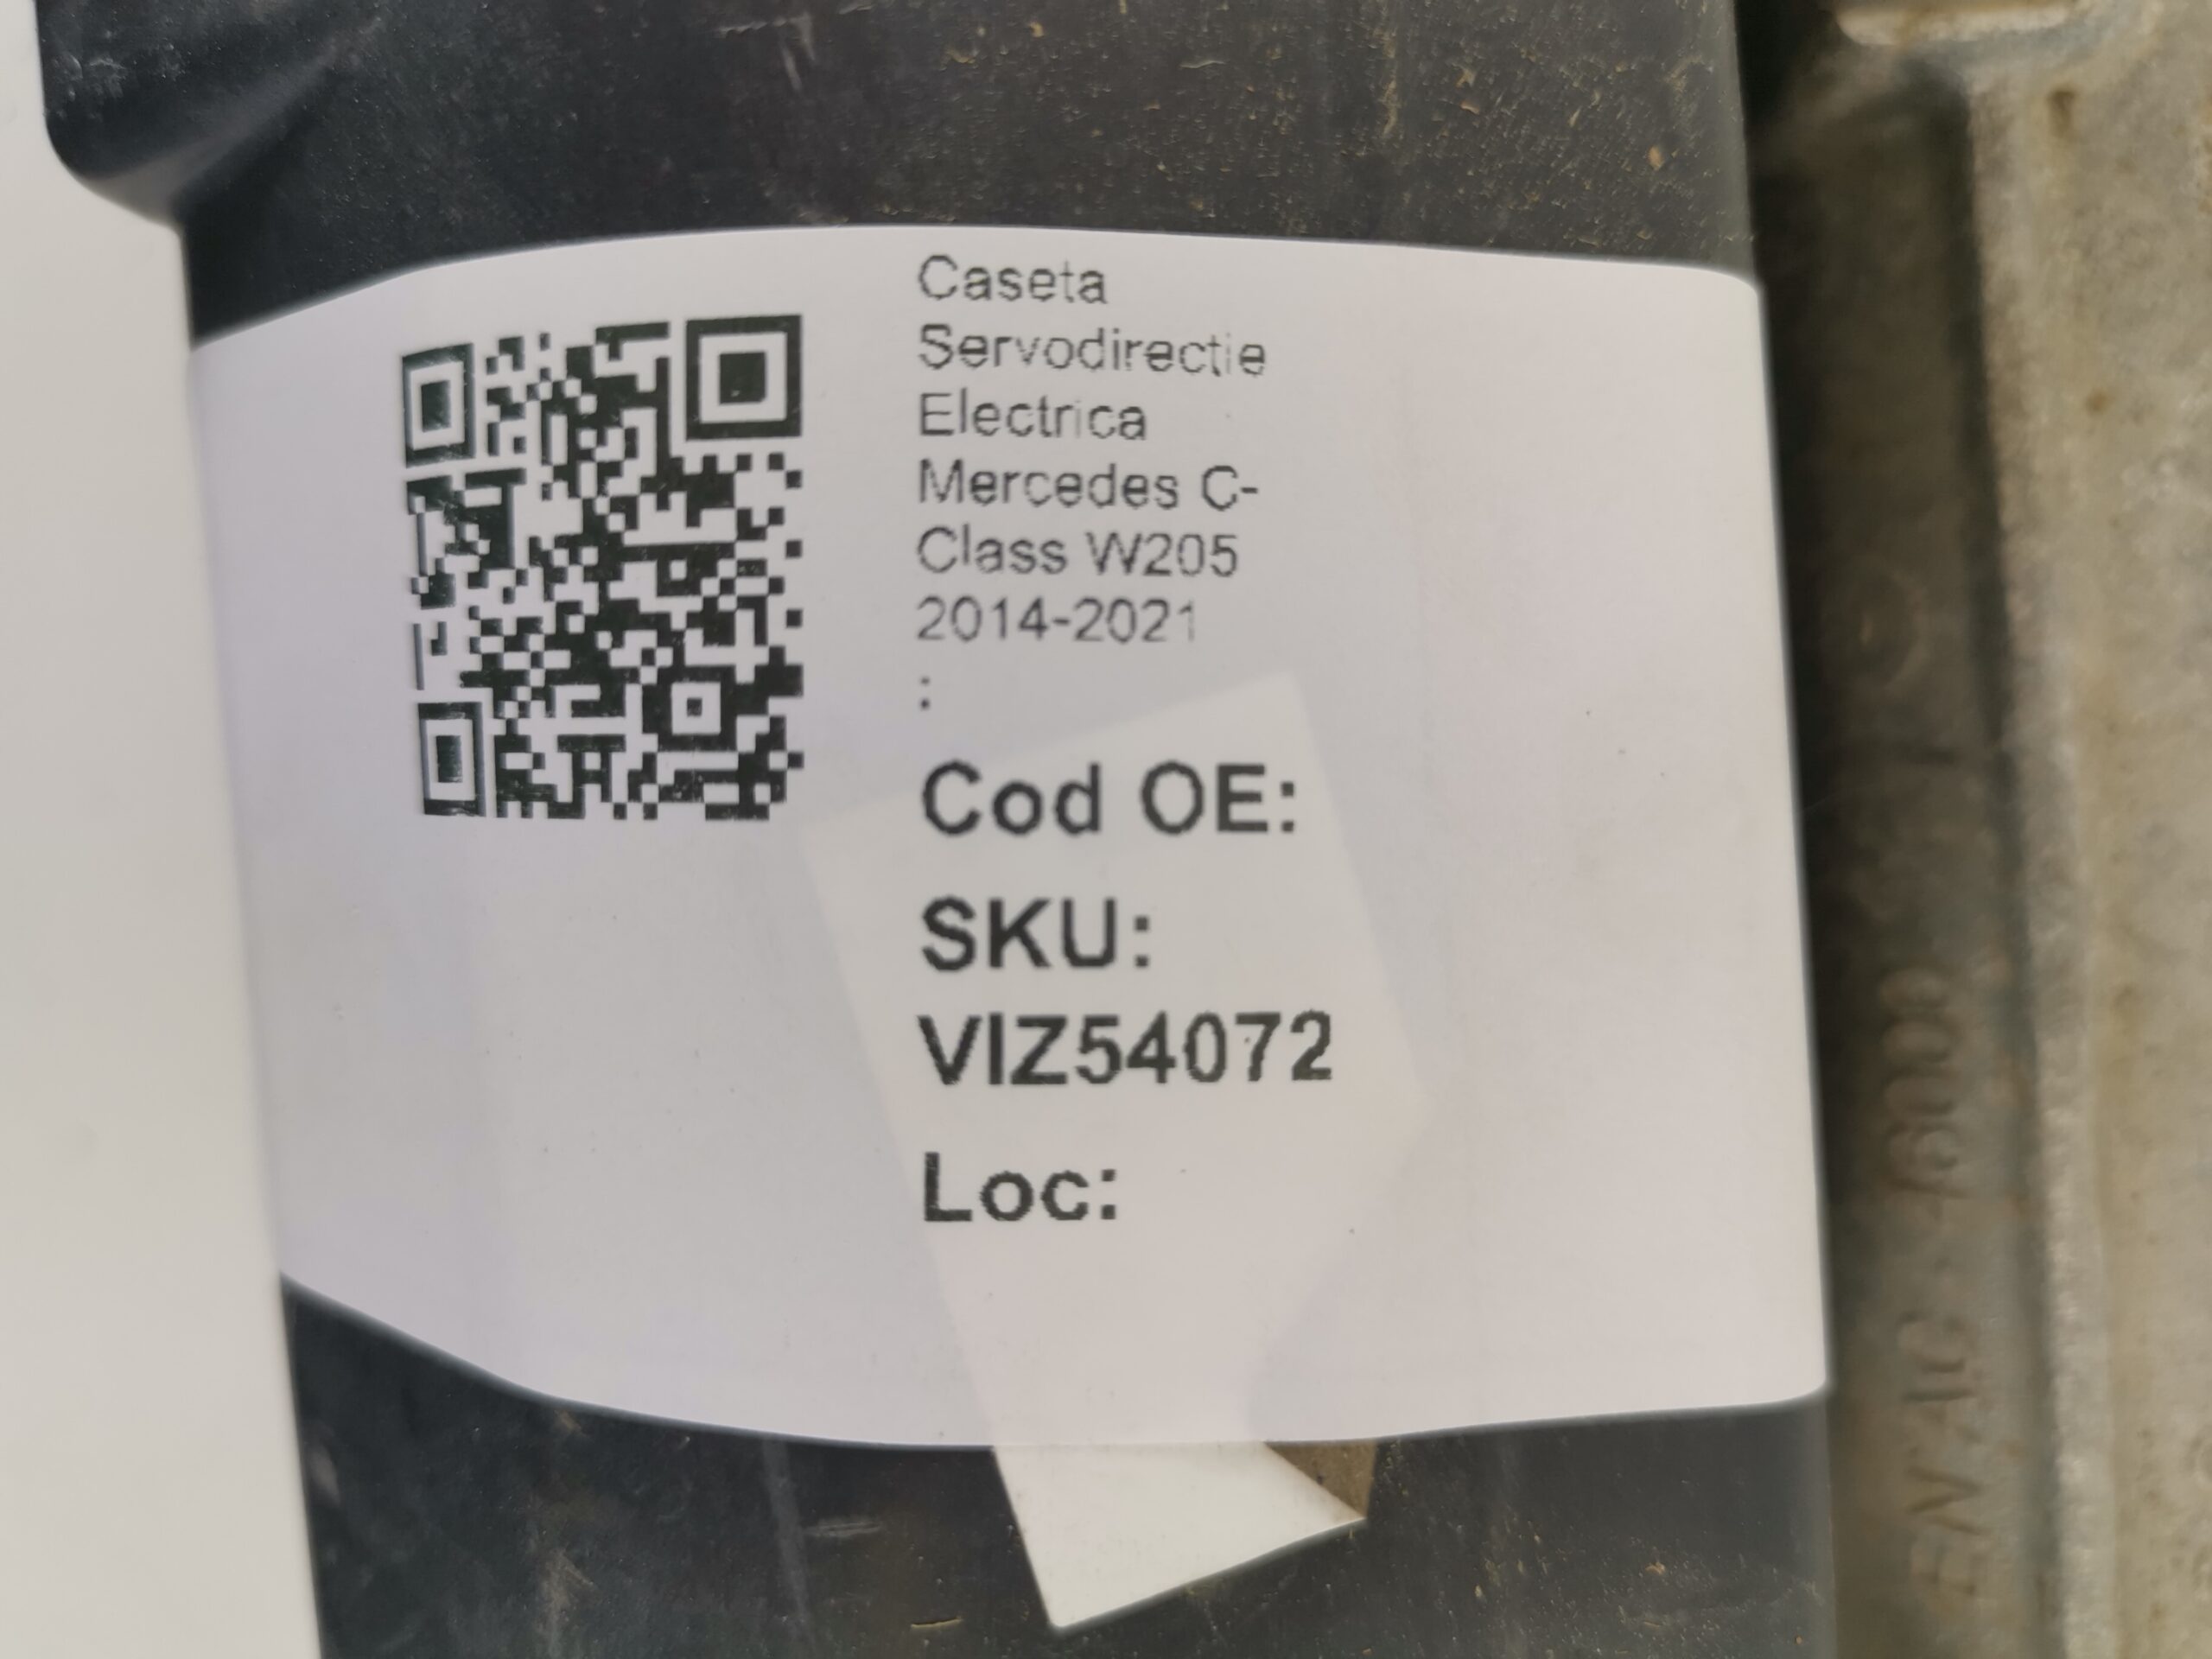 Caseta
Servodirectie
Electrica
Mercedes C-
Class W205
2014-2021
:
Cod OE:
SKU:
VIZ54072
Loc: